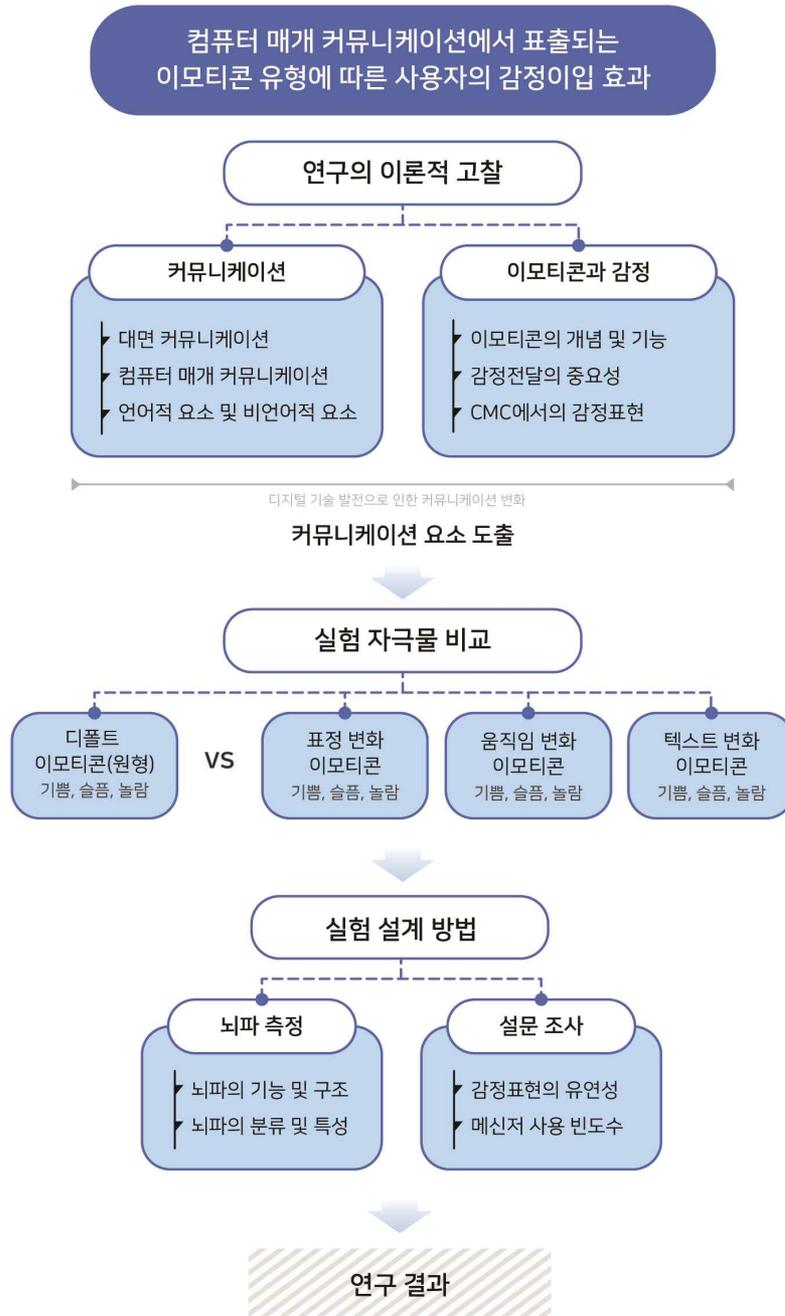 컴퓨터 매개 커뮤니케이션에서 표출되는
이모티콘 유형에 따른 사용자의 감정이입 효과
연구의 이론적 고찰
커뮤니케이션
대면 커뮤니케이션
컴퓨터 매개 커뮤니케이션
언어적 요소 및 비언어적 요소
이모티콘과 감정
이모티콘의 개념 및 기능
감정전달의 중요성
CMC에서의 감정표현
디지털 기술 발전으로 인한 커뮤니케이션 변화
커뮤니케이션 요소 도출
실험 자극물 비교
디폴트
이모티콘(원형)
기쁨, 슬픔, 놀람
VS
표정 변화
이모티콘
기쁨, 슬픔, 놀람
움직임 변화
이모티콘
기쁨, 슬픔, 놀람
텍스트 변화
이모티콘
기쁨, 슬픔, 놀람
실험 설계 방법
뇌파 측정
뇌파의 기능 및 구조
뇌파의 분류 및 특성
설문 조사
감정표현의 유연성
메신저 사용 빈도수
연구 결과